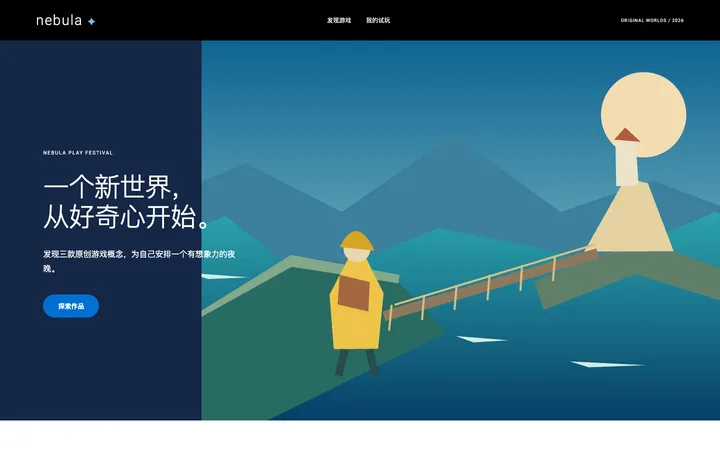 nebula
发现游戏 我的试玩
ORIGINAL WORLDS / 2026
NEBULA PLAY FESTIVAL
一个新世界，
从好奇心开始。
发现三款原创游戏概念，为自己安排一个有想象力的夜
晚。
探索作品